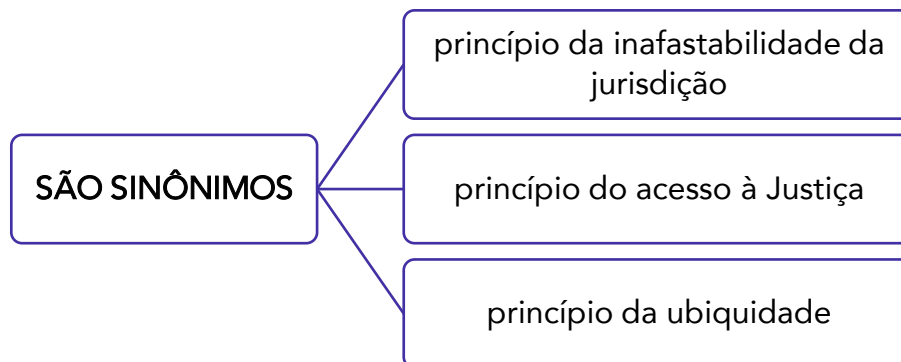 SÃO SINÔNIMOS
princípio da inafastabilidade da
jurisdição
princípio do acesso à Justiça
princípio da ubiquidade